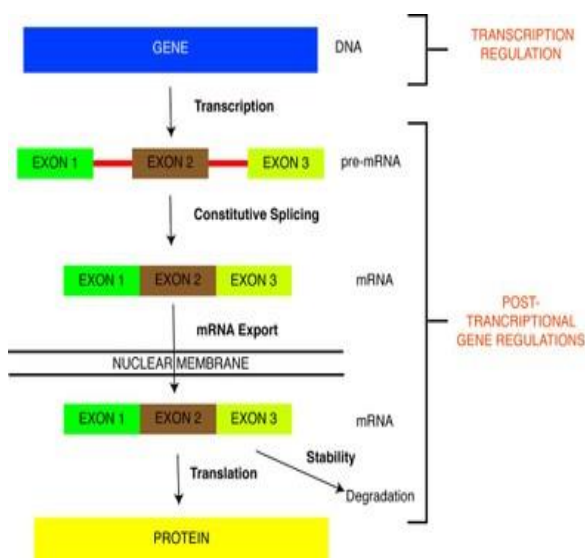 GENE
DNA
TRANSCRIPTION
REGULATION
Transcription
EXON 1
EXON 2
EXON 3
pre-mRNA
Constitutive Splicing
EXON 1
EXON 2
EXON 3
mRNA
POST-
TRANCRIPTIONAL
GENE REGULATIONS
mRNA Export
NUCLEAR MEMBRANE
EXON 1
EXON 2
EXON 3
mRNA
Stability
Translation
Degradation
PROTEIN